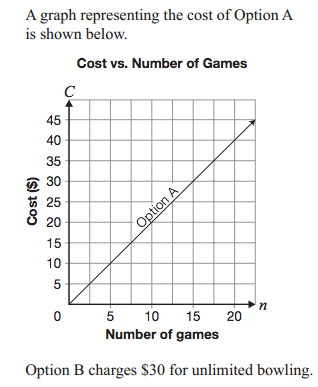 A graph representing the cost of Option A
is shown below.
Cost vs. Number of Games
C
45
40
35
30
25
20
15
10
5
0 5 10 15 20
n
Cost ($)
Option A
Number of games
Option B charges $30 for unlimited bowling.